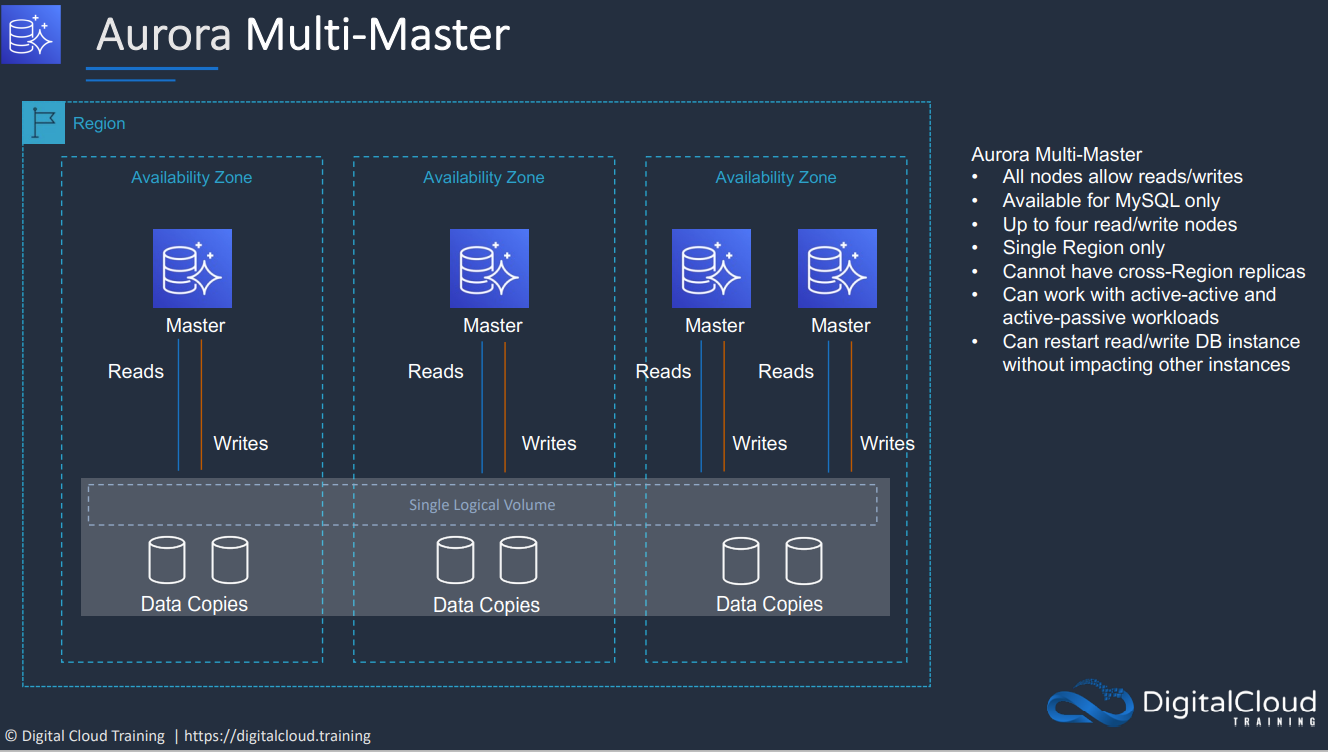 Aurora Multi-Master
Region
Availability Zone
Availability Zone
Availability Zone
Master
Master
Master
Master
Reads
Reads
Reads
Reads
Writes
Writes
Writes
Writes
Single Logical Volume
Data Copies
Data Copies
Data Copies
Aurora Multi-Master
• All nodes allow reads/writes
• Available for MySQL only
• Up to four read/write nodes
• Single Region only
• Cannot have cross-Region replicas
• Can work with active-active and
active-passive workloads
• Can restart read/write DB instance
without impacting other instances
DigitalCloud
TRAINING
© Digital Cloud Training | https://digitalcloud.training